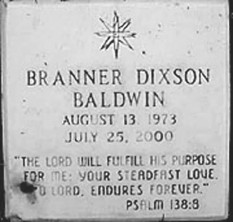 BRANNER DIXSON
BALDWIN
AUGUST 13 1973
JULY 25, 2000
"THE LORD WILL FULFILL HIS PURPOSE
FOR ME; YOUR STEADFAST LOVE,
O LORD, ENDURES FOREVER."
PSALM 138:8